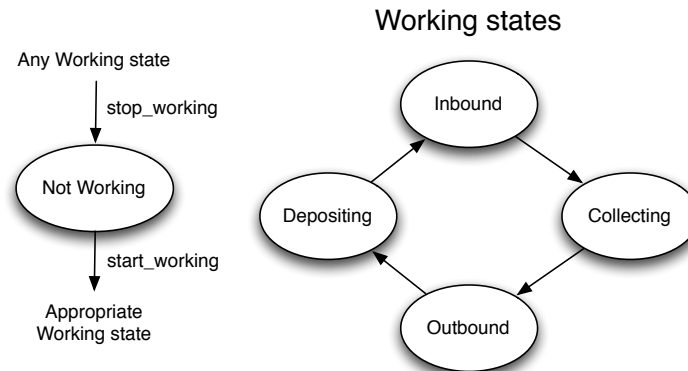 Working states
Any Working state
stop_working
Not Working
start_working
Appropriate
Working state
Inbound
Depositing
Collecting
Outbound